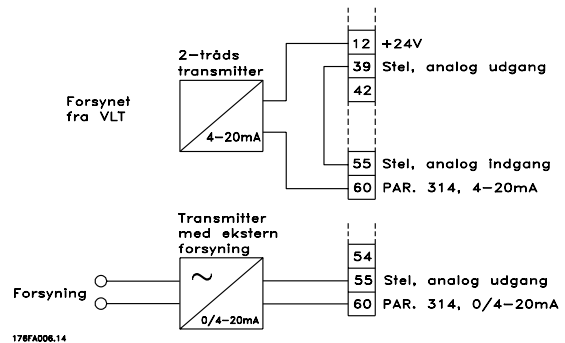 2-tråds
transmitter
Forsynet
fra VLT
4-20mA
12 +24V
39 Stel, analog udgang
42
55 Stel, analog indgang
60 PAR. 314, 4-20mA
Transmitter
med ekstern
forsyning
Forsyning
~
0/4-20mA
54
55 Stel, analog udgang
60 PAR. 314, 0/4-20mA
176FA006.14